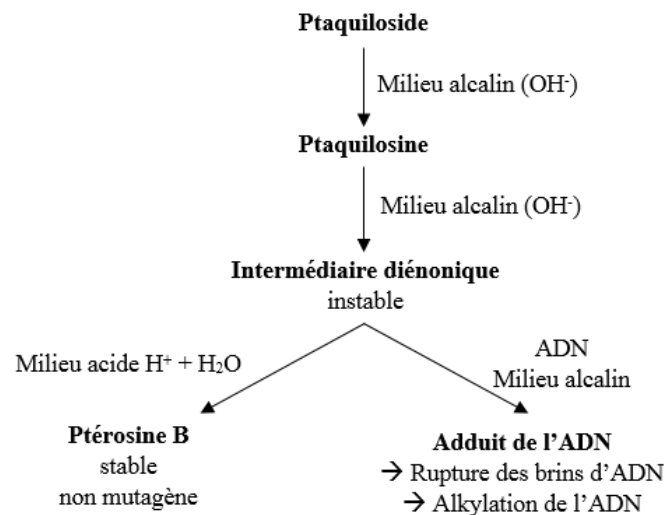 Ptaquiloside
Milieu alcalin (OH-)
Ptaquilosine
Milieu alcalin (OH-)
Intermédiaire diénonique
instable
Milieu acide H⁺ + H₂O
ADN
Milieu alcalin
Ptérosine B
stable
non mutagène
Adduit de l’ADN
→ Rupture des brins d’ADN
→ Alkylation de l’ADN